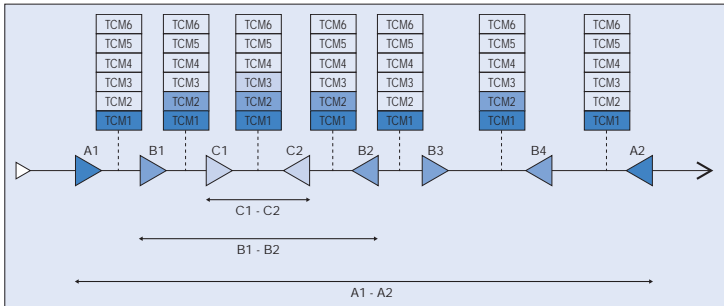 TCM6 TCM6 TCM6 TCM6 TCM6 TCM6 TCM6
TCM5 TCM5 TCM5 TCM5 TCM5 TCM5 TCM5
TCM4 TCM4 TCM4 TCM4 TCM4 TCM4 TCM4
TCM3 TCM3 TCM3 TCM3 TCM3 TCM3 TCM3
TCM2 TCM2 TCM2 TCM2 TCM2 TCM2 TCM2
TCM1 TCM1 TCM1 TCM1 TCM1 TCM1 TCM1
A1 B1 C1 C2 B2 B3 B4 A2
C1 - C2
B1 - B2
A1 - A2